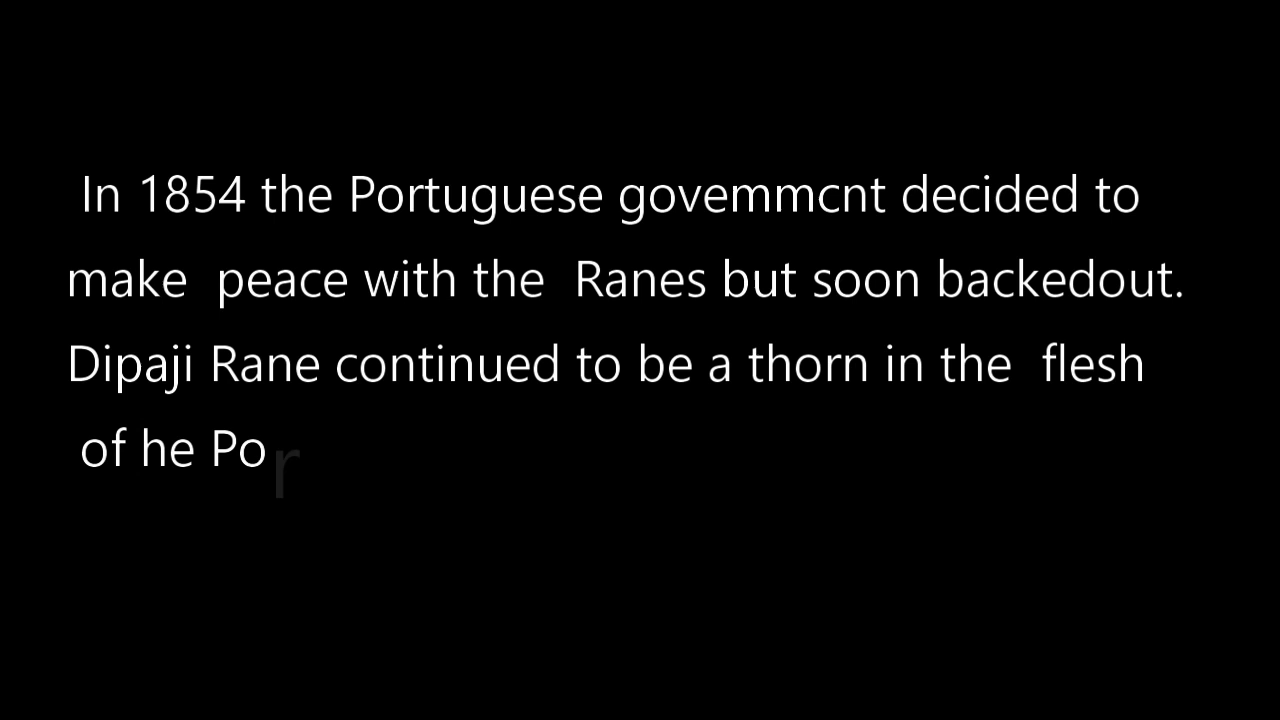 In 1854 the Portuguese govemmcnt decided to
make peace with the Ranes but soon backedout.
Dipaji Rane continued to be a thorn in the flesh
of he Por